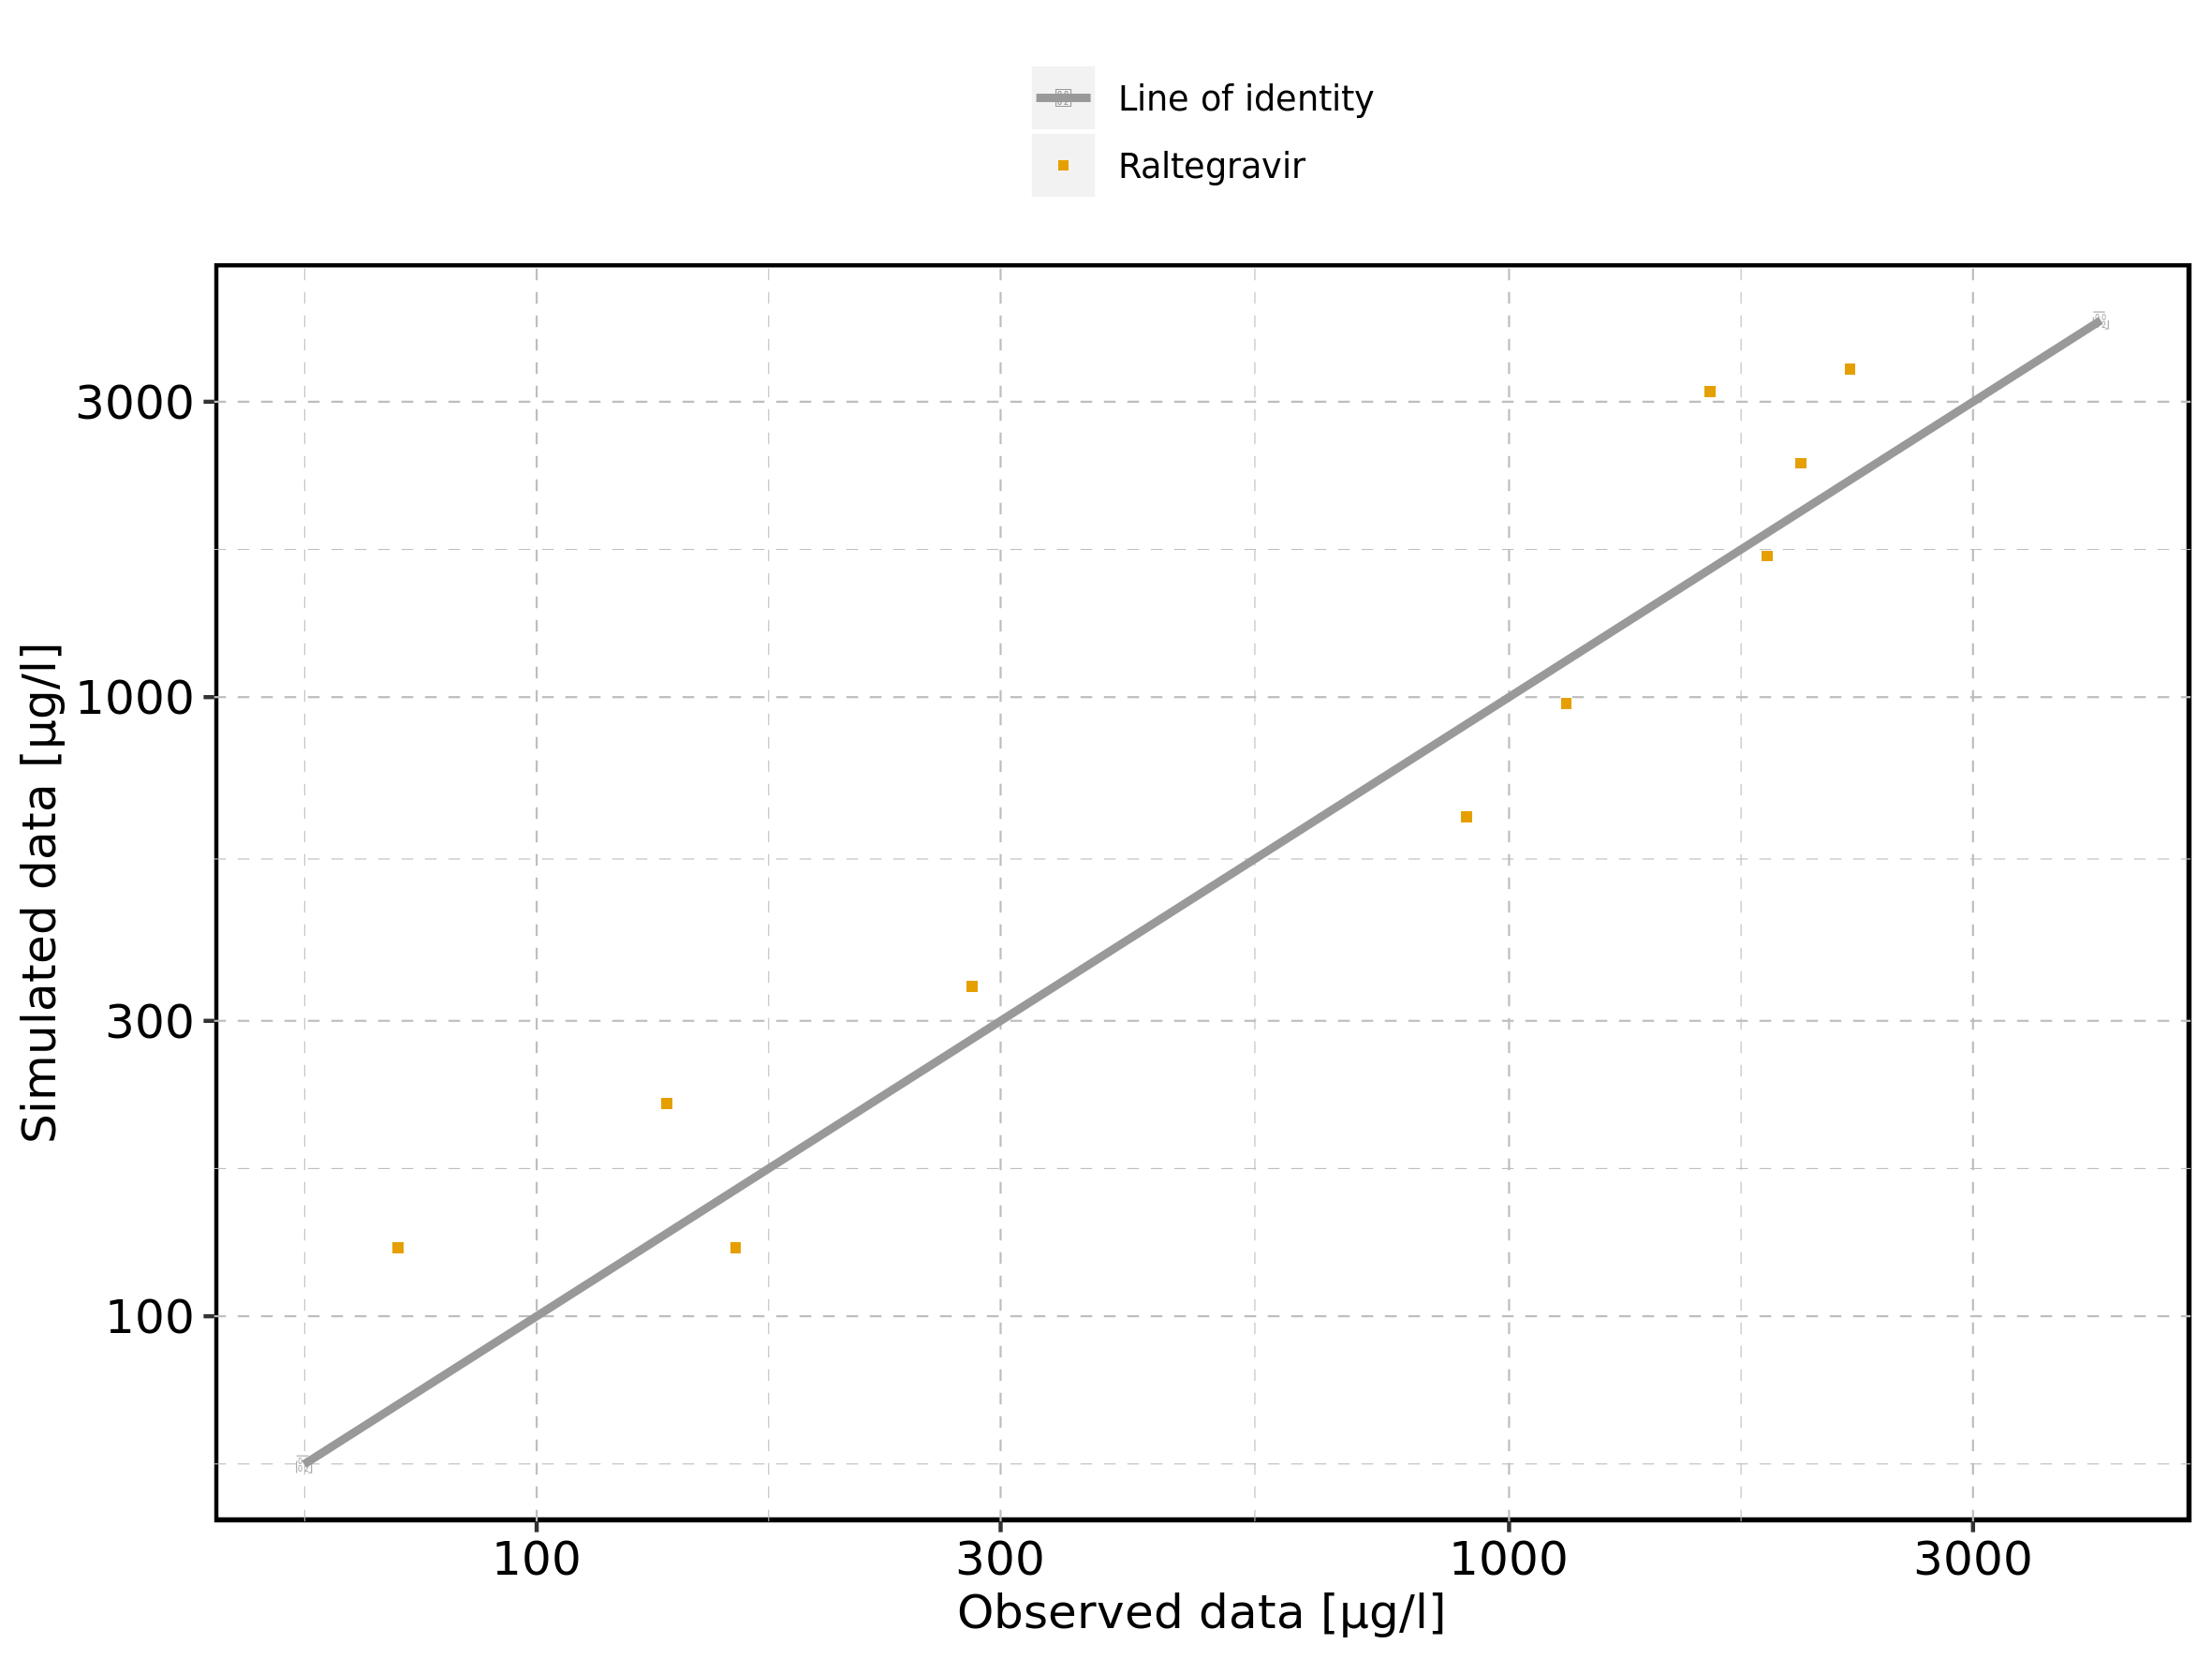 Line of identity
Raltegravir
3000
1000
300
100
Simulated data [µg/l]
100 300 1000 3000
Observed data [µg/l]